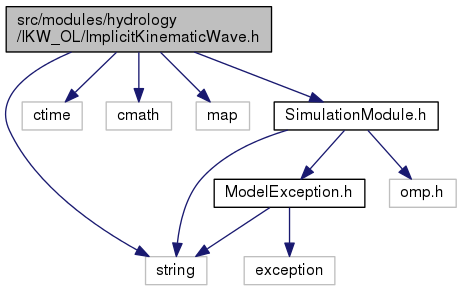 src/modules/hydrology
/IKW_OL/ImplicitKinematicWave.h
ctime
cmath
map
SimulationModule.h
ModelException.h
omp.h
string
exception